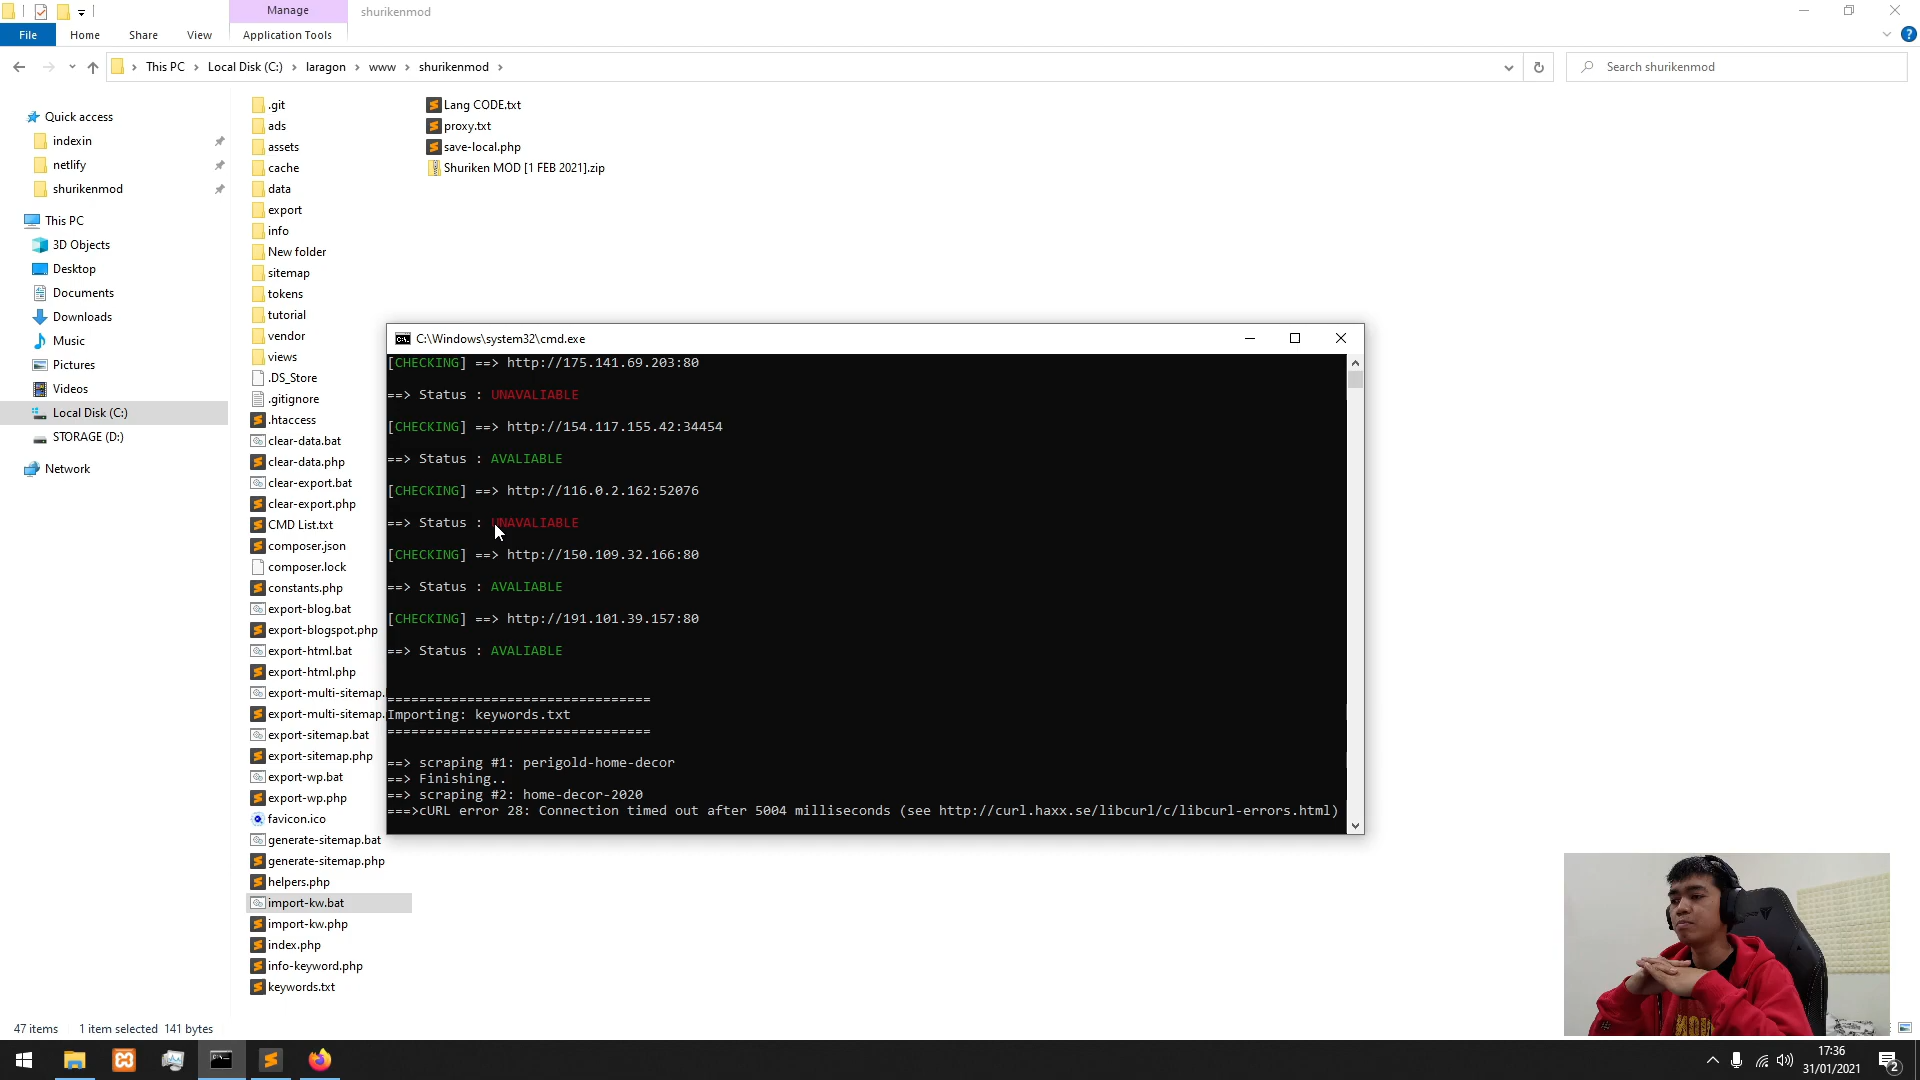 Manage
shurikenmod
File
Home
Share
View
Application Tools
This PC
Local Disk (C:)
laragon
www
shurikenmod
Search shurikenmod
Quick access
indexin
netlify
shurikenmod
This PC
3D Objects
Desktop
Documents
Downloads
Music
Pictures
Videos
Local Disk (C:)
STORAGE (D:)
Network
.git
ads
assets
cache
data
export
info
New folder
sitemap
tokens
tutorial
vendor
views
.DS_Store
.gitignore
.htaccess
clear-data.bat
clear-data.php
clear-export.bat
clear-export.php
CMD List.txt
composer.json
composer.lock
constants.php
export-blog.bat
export-blogspot.php
export-html.bat
export-html.php
export-multi-sitemap.
export-multi-sitemap.
export-sitemap.bat
export-sitemap.php
export-wp.bat
export-wp.php
favicon.ico
generate-sitemap.bat
generate-sitemap.php
helpers.php
import-kw.bat
import-kw.php
index.php
info-keyword.php
keywords.txt
Lang CODE.txt
proxy.txt
save-local.php
Shuriken MOD [1 FEB 2021].zip
C:\Windows\system32\cmd.exe
[CHECKING] ==> http://175.141.69.203:80
==> Status : UNAVALIABLE
[CHECKING] ==> http://154.117.155.42:34454
==> Status : AVALIABLE
[CHECKING] ==> http://116.0.2.162:52076
==> Status : UNAVALIABLE
[CHECKING] ==> http://150.109.32.166:80
==> Status : AVALIABLE
[CHECKING] ==> http://191.101.39.157:80
==> Status : AVALIABLE
=================================
Importing: keywords.txt
=================================
==> scraping #1: perigold-home-decor
==> Finishing..
==> scraping #2: home-decor-2020
===>cURL error 28: Connection timed out after 5004 milliseconds (see http://curl.haxx.se/libcurl/c/libcurl-errors.html)
47 items
1 item selected 141 bytes
17:36
31/01/2021
2